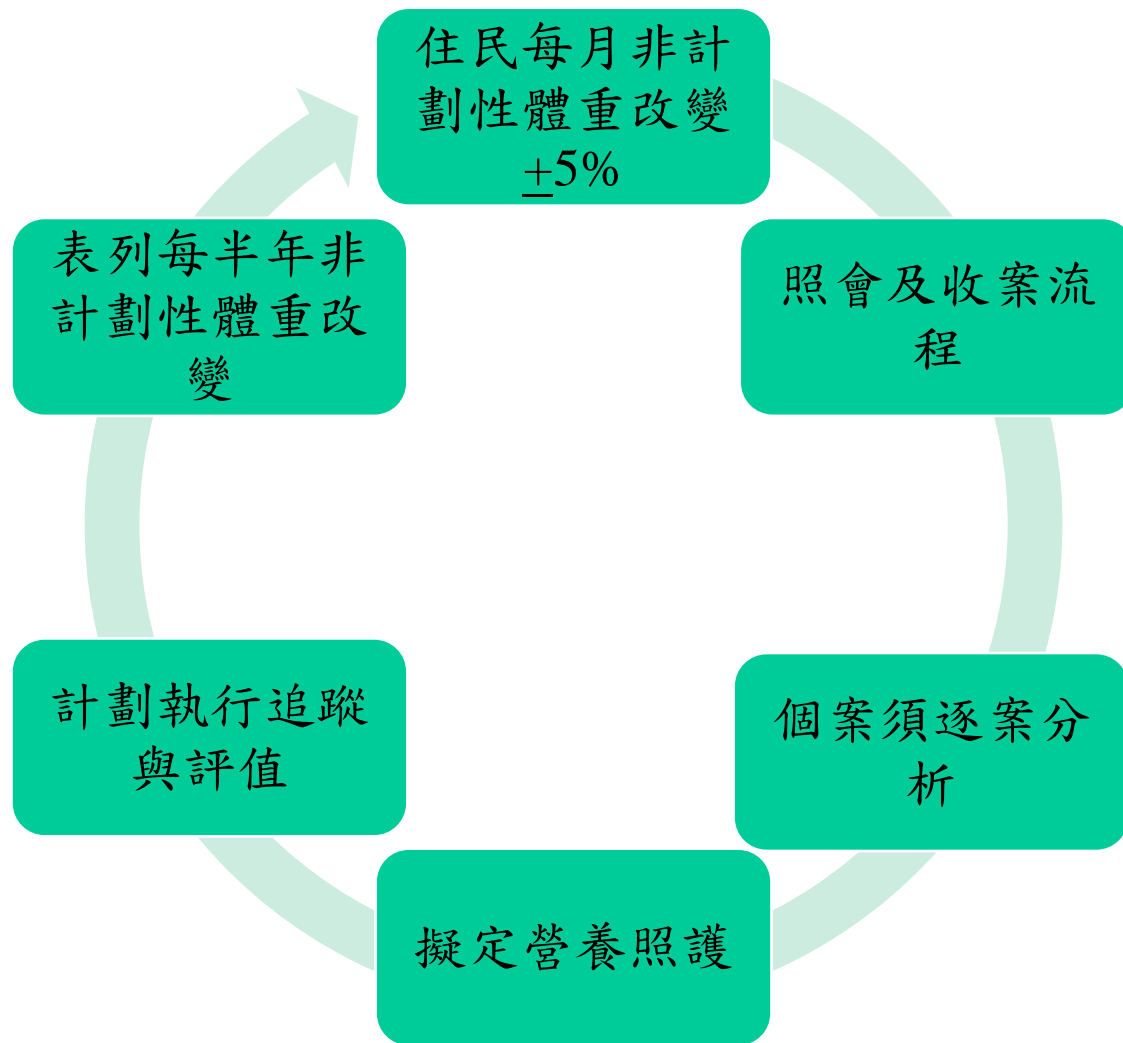 住民每月非計
劃性體重改變
+5%
照會及收案流
程
個案須逐案分
析
擬定營養照護
計劃執行追蹤
與評值
表列每半年非
計劃性體重改
變